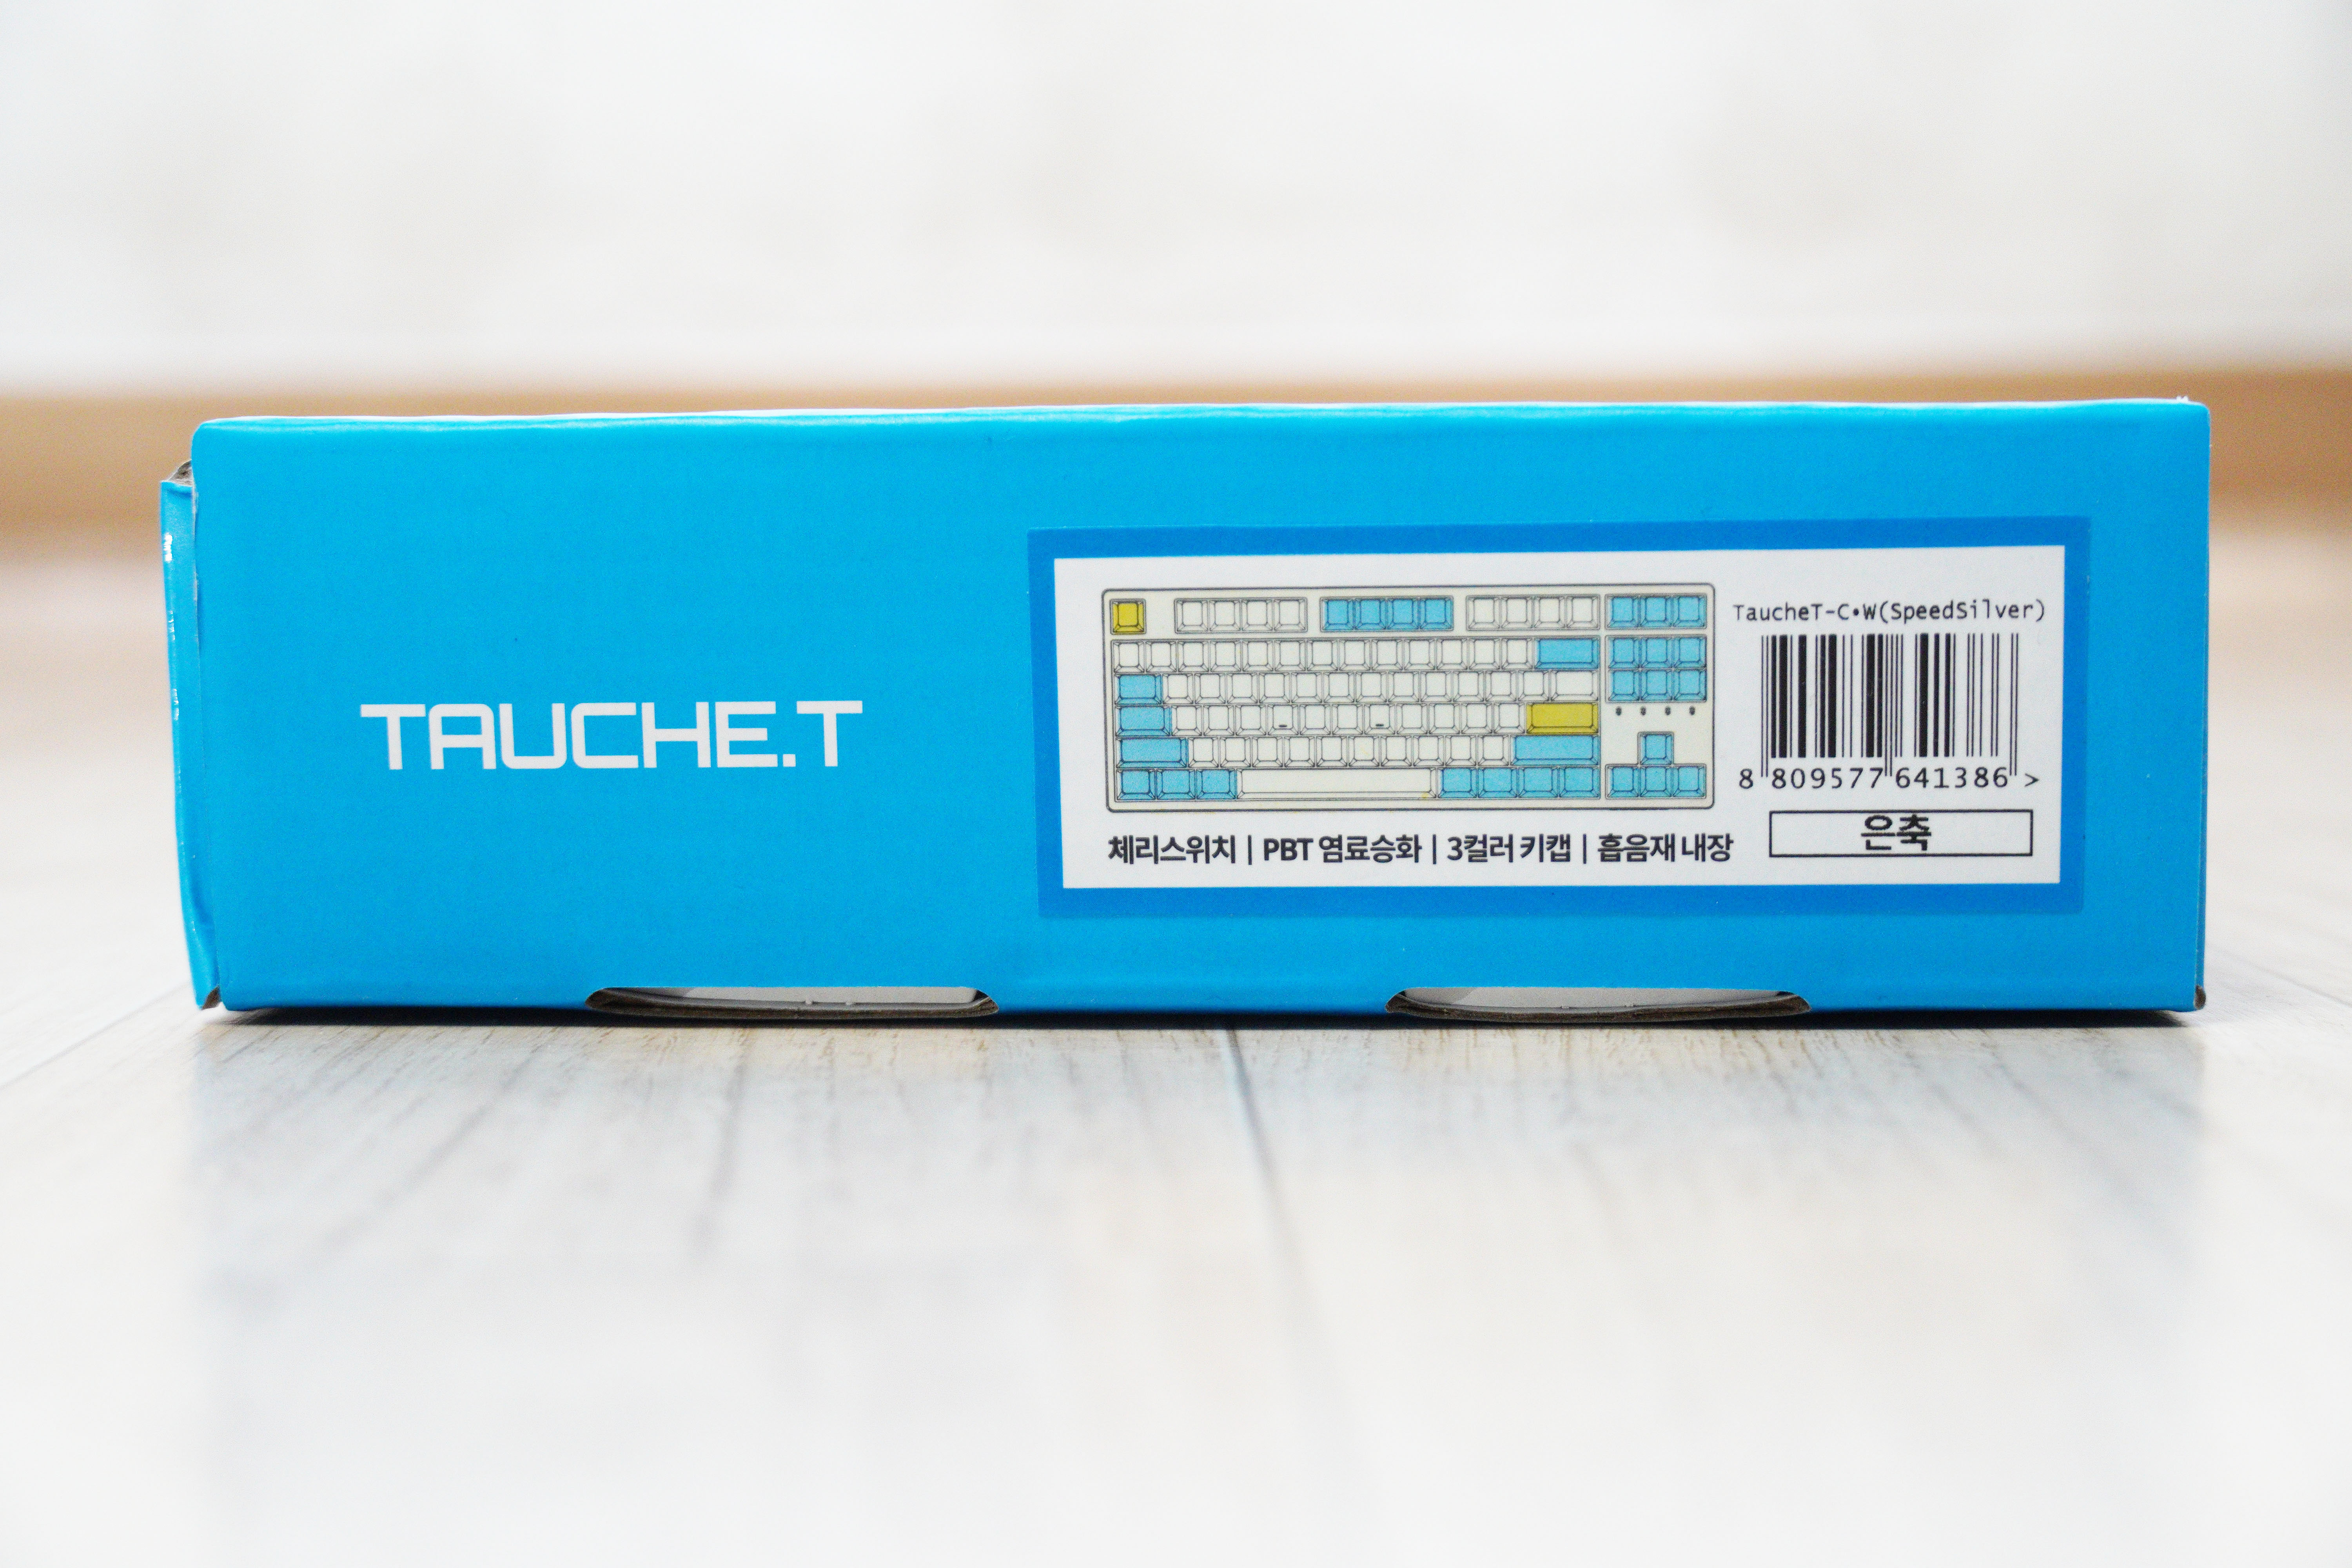 TAUCHE.T
TaucheT-C•W(SpeedSilver)
8 809577 641386 >
은축
체리스위치 | PBT 염료승화 | 3컬러 키캡 | 흡음재 내장